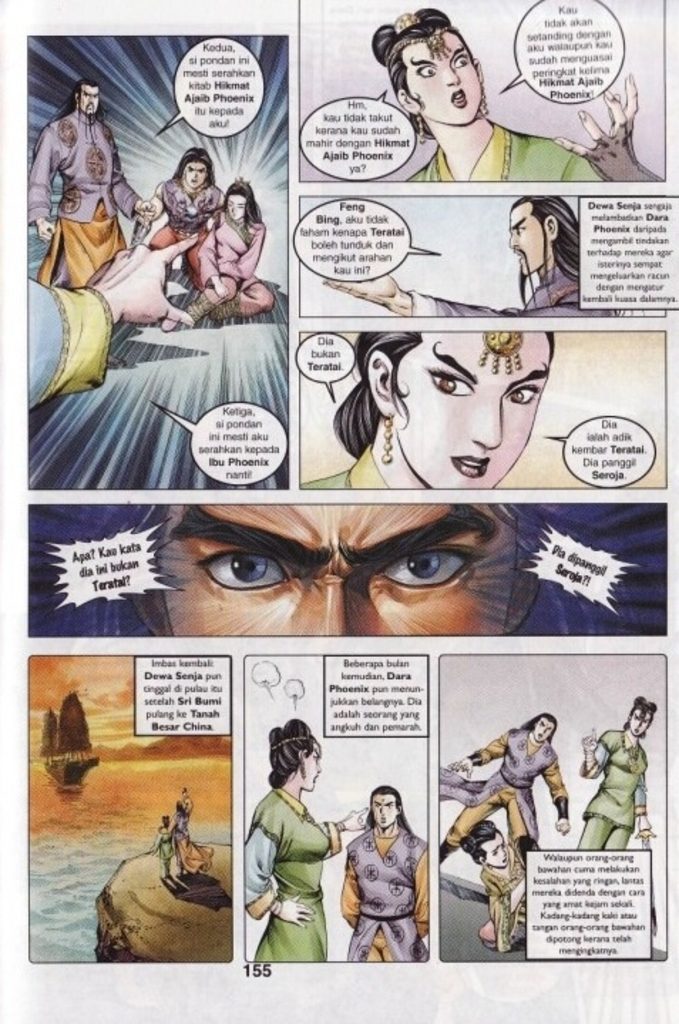 Kedua,
si pondan ini
mesti serahkan
kitab Hikmat
Ajaib Phoenix
itu kepada
aku!
Ketiga,
si pondan
ini mesti aku
serahkan kepada
Ibu Phoenix
nanti!
Kau
tidak akan
setanding dengan
aku walaupun kau
sudah menguasai
peringkat kelima
Hikmat Ajaib
Phoenix!
Hm,
kau tidak takut
kerana kau sudah
mahir dengan Hikmat
Ajaib Phoenix
ya?
Feng
Bing, aku tidak
faham kenapa Teratai
boleh tunduk dan
mengikut arahan
kau ini?
Dewa Senja sengaja
melambatkan Dara
Phoenix daripada
mengambil tindakan
terhadap mereka agar
isterinya sempat
mengeluarkan racun
dengan mengatur
kembali kuasa dalamnya.
Dia
bukan
Teratai.
Dia
ialah adik
kembar Teratai.
Dia panggil
Seroja.
Apa? Kau kata
dia ini bukan
Teratai?
Dia dipanggil
Seroja?!
Imbas kembali:
Dewa Senja pun
tinggal di pulau itu
setelah Sri Bumi
pulang ke Tanah
Besar China.
Beberapa bulan
kemudian, Dara
Phoenix pun menun-
jukkan belangnya. Dia
adalah seorang yang
angkuh dan pemarah.
Walaupun orang-orang
bawahan cuma melakukan
kesalahan yang ringan, lantas
mereka didenda dengan cara
yang amat kejam sekali.
Kadang-kadang kaki atau
tangan orang-orang bawahan
dipotong kerana telah
mengingkatnya.
155